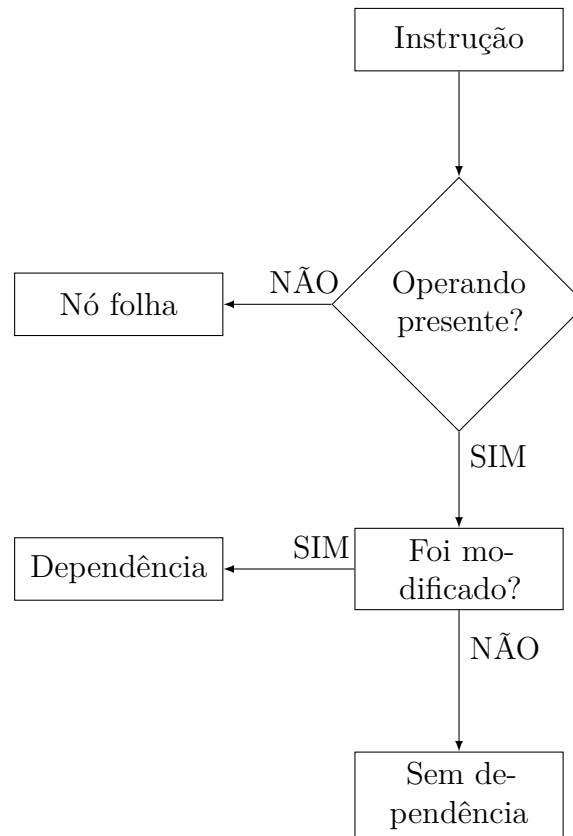 Instrução
Operando
presente?
NÃO
Nó folha
SIM
Foi mo-
dificado?
SIM
Dependência
NÃO
Sem de-
pendência